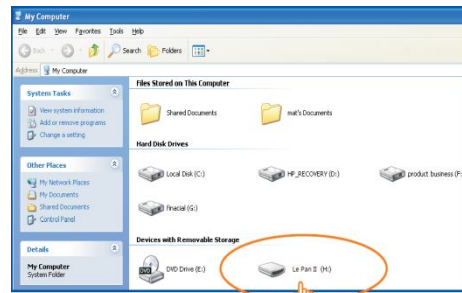 My Computer
File Edit View Favorites Tools Help
Back Search Folders
Address My Computer
System Tasks
View system information
Add or remove programs
Change a setting
Other Places
My Network Places
My Documents
Shared Documents
Control Panel
Details
My Computer
System Folder
Files Stored on This Computer
Shared Documents mat's Documents
Hard Disk Drives
Local Disk (C:) HP_RECOVERY (D:) product business (F:
Finacial (G:)
Devices with Removable Storage
DVD Drive (E:) Le Pan II (H:)
DVD